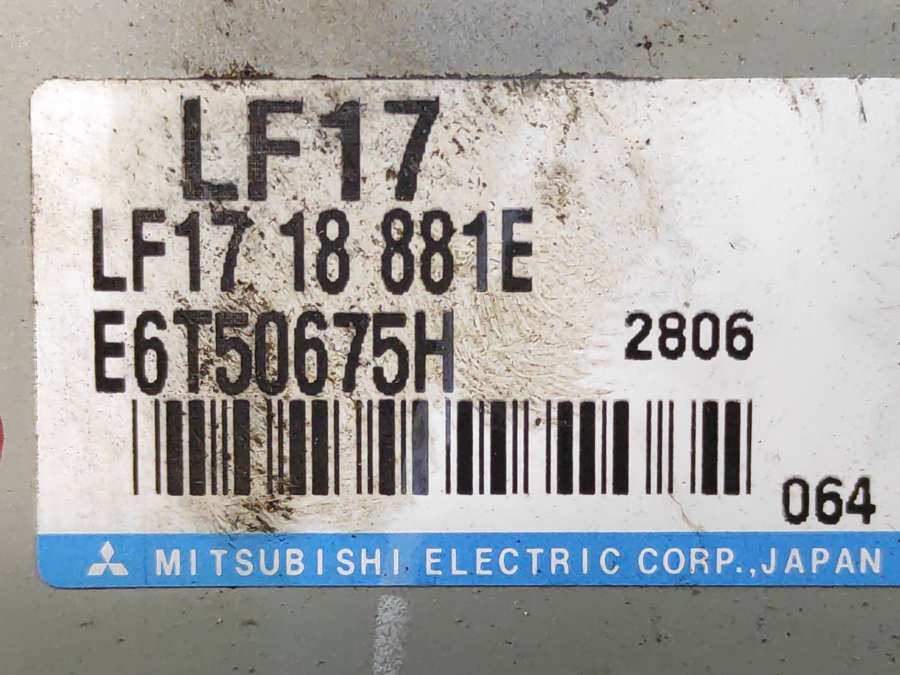 LF17
LF17 18 881E
E6T50675H
2806
064
MITSUBISHI ELECTRIC CORP.,JAPAN